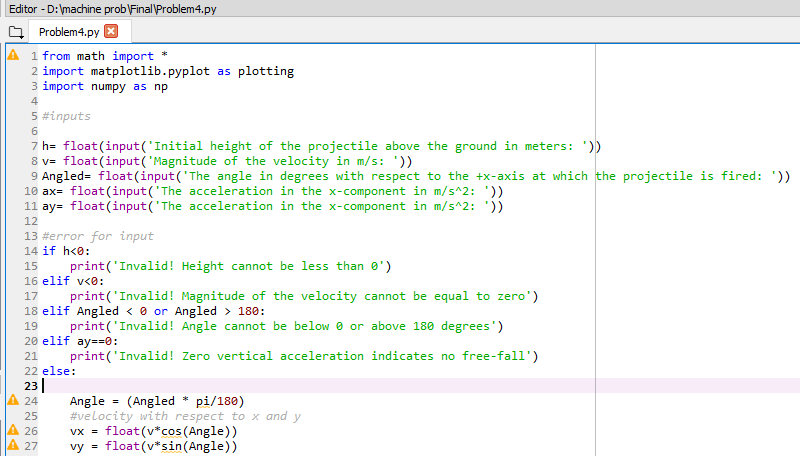 Editor - D:\machine prob\Final\Problem4.py
Problem4.py
1 from math import *
2 import matplotlib.pyplot as plotting
3 import numpy as np
4
5 #inputs
6
7 h= float(input('Initial height of the projectile above the ground in meters: '))
8 v= float(input('Magnitude of the velocity in m/s: '))
9 Angled= float(input('The angle in degrees with respect to the +x-axis at which the projectile is fired: '))
10 ax= float(input('The acceleration in the x-component in m/s^2: '))
11 ay= float(input('The acceleration in the x-component in m/s^2: '))
12
13 #error for input
14 if h<0:
15     print('Invalid! Height cannot be less than 0')
16 elif v<0:
17     print('Invalid! Magnitude of the velocity cannot be equal to zero')
18 elif Angled < 0 or Angled > 180:
19     print('Invalid! Angle cannot be below 0 or above 180 degrees')
20 elif ay==0:
21     print('Invalid! Zero vertical acceleration indicates no free-fall')
22 else:
23
24     Angle = (Angled * pi/180)
25     #velocity with respect to x and y
26     vx = float(v*cos(Angle))
27     vy = float(v*sin(Angle))